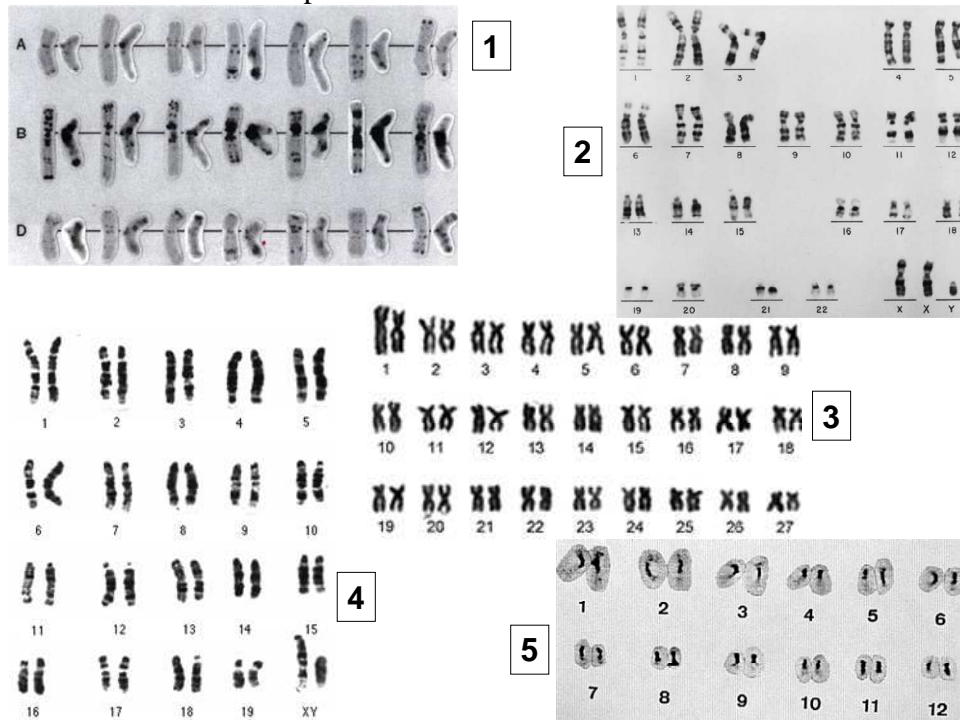 A
B
D
1
1 2 3 4 5
6 7 8 9 10 11 12
13 14 15 16 17 18
19 20 21 22 X X Y
2
1 2 3 4 5 6 7 8 9
10 11 12 13 14 15 16 17 18
19 20 21 22 23 24 25 26 27
3
1 2 3 4 5
6 7 8 9 10
11 12 13 14 15
16 17 18 19 XY
4
1 2 3 4 5 6
7 8 9 10 11 12
5